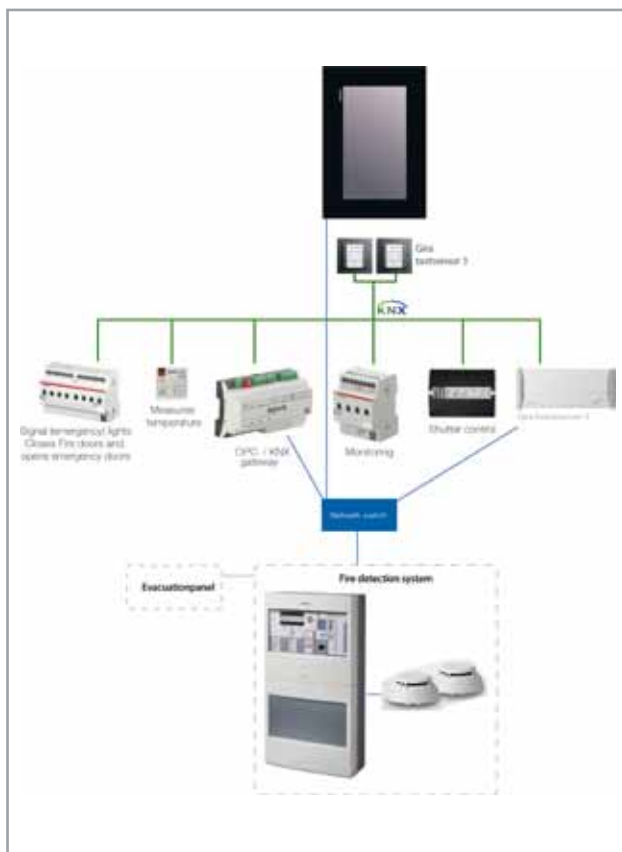 Gira
tastsensor 3
KNX
Signal (emergency) lights
Closes Fire doors and
opens emergency doors
Measures
temperature
OPC / KNX
gateway
Monitoring
Shutter control
Network switch
Evacuationpanel
Fire detection system